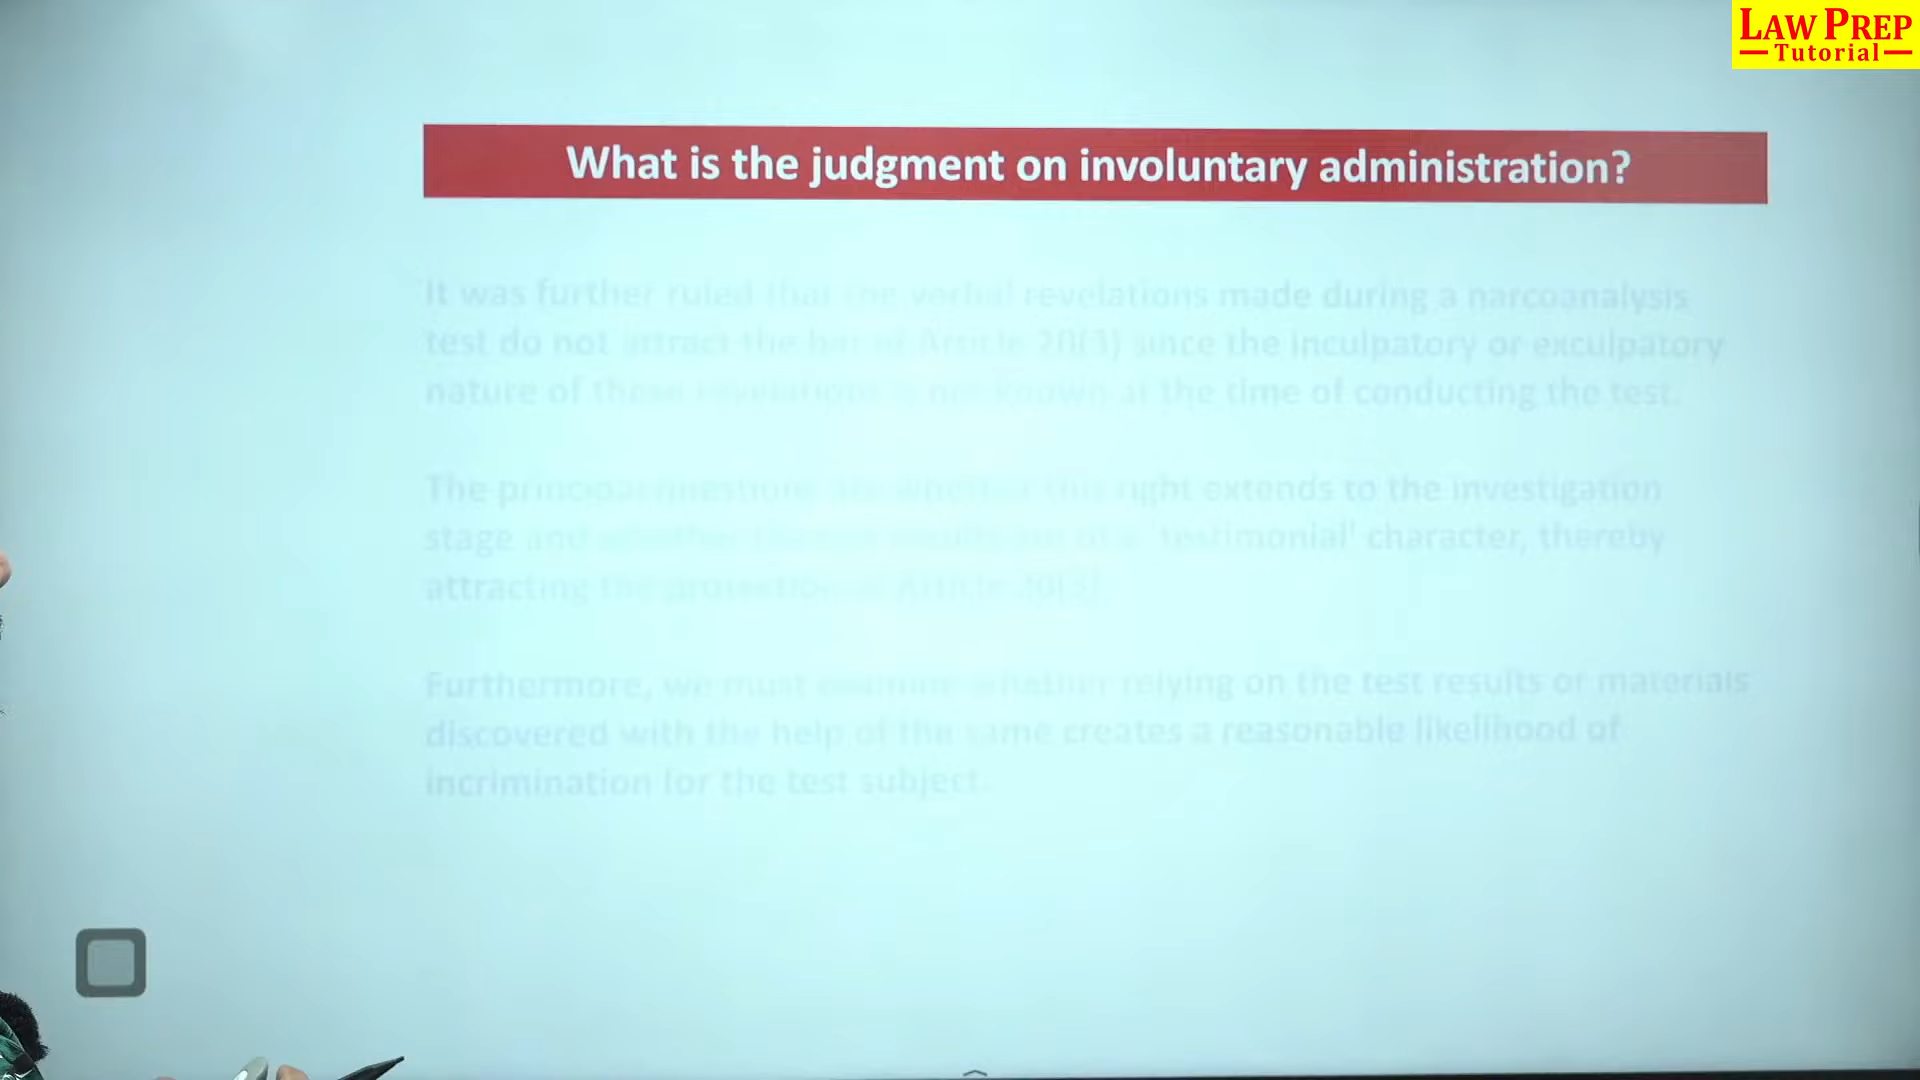 LAW PREP
Tutorial
What is the judgment on involuntary administration?
It was further ruled that the verbal revelations made during a narcoanalysis
test do not attract the bar of Article 20(3) since the inculpatory or exculpatory
nature of these revelations is not known at the time of conducting the test.
The principal questions are whether this right extends to the investigation
stage and whether the test results are of a 'testimonial' character, thereby
attracting the protection of Article 20(3)
Furthermore, we must examine whether relying on the test results or materials
discovered with the help of the same creates a reasonable likelihood of
incrimination for the test subject.